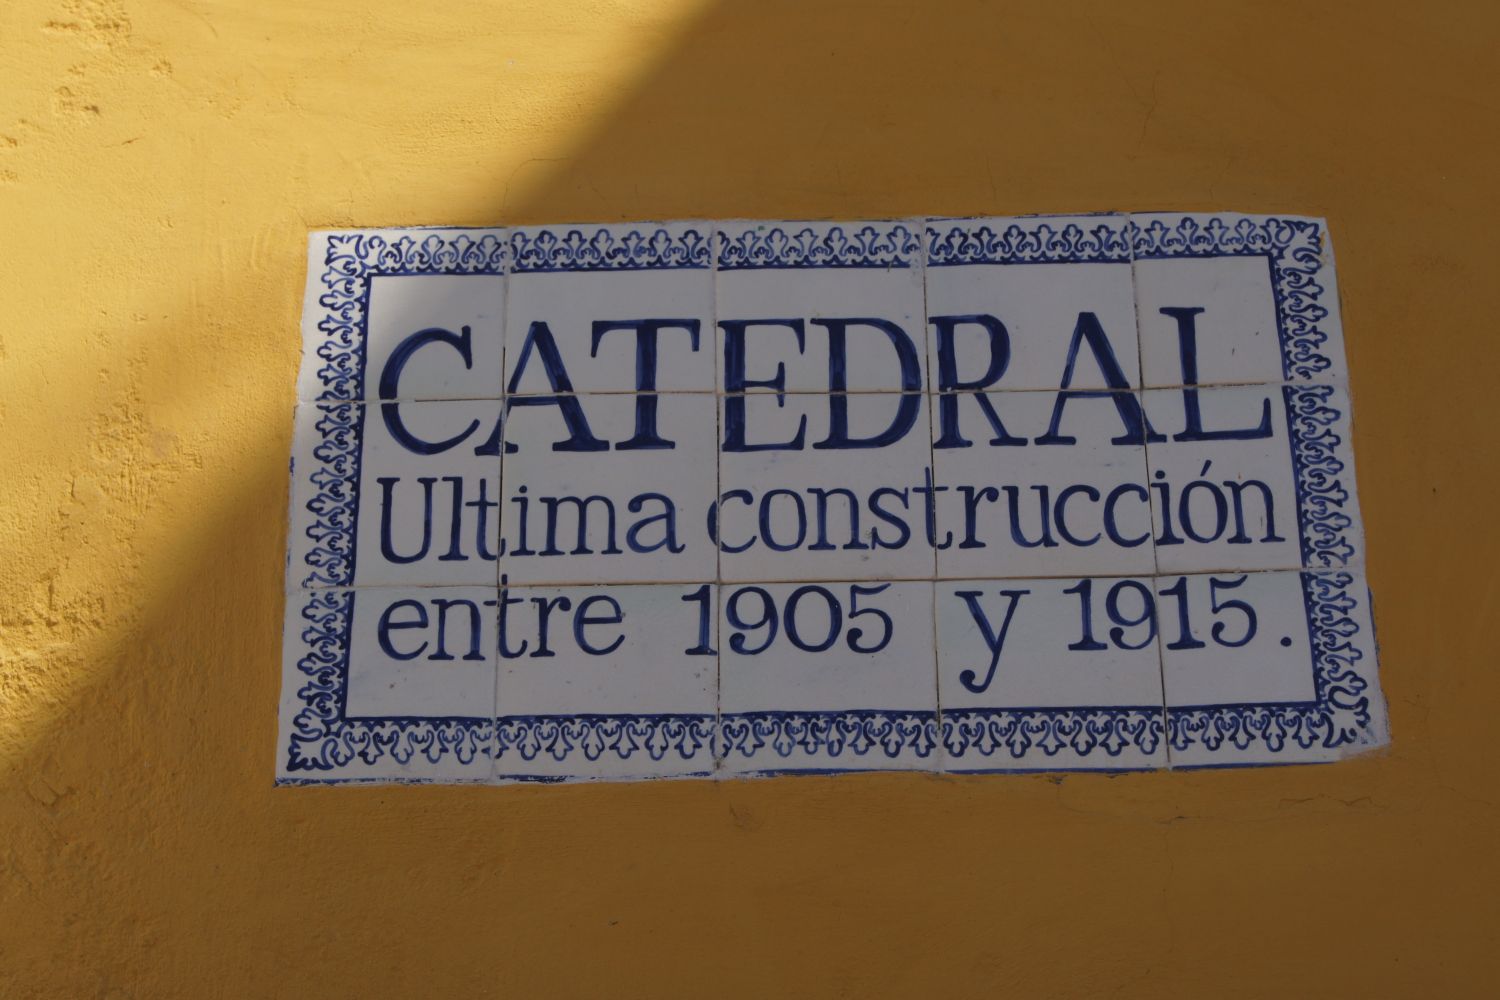 CATEDRAL
Ultima construcción
entre 1905 y 1915.